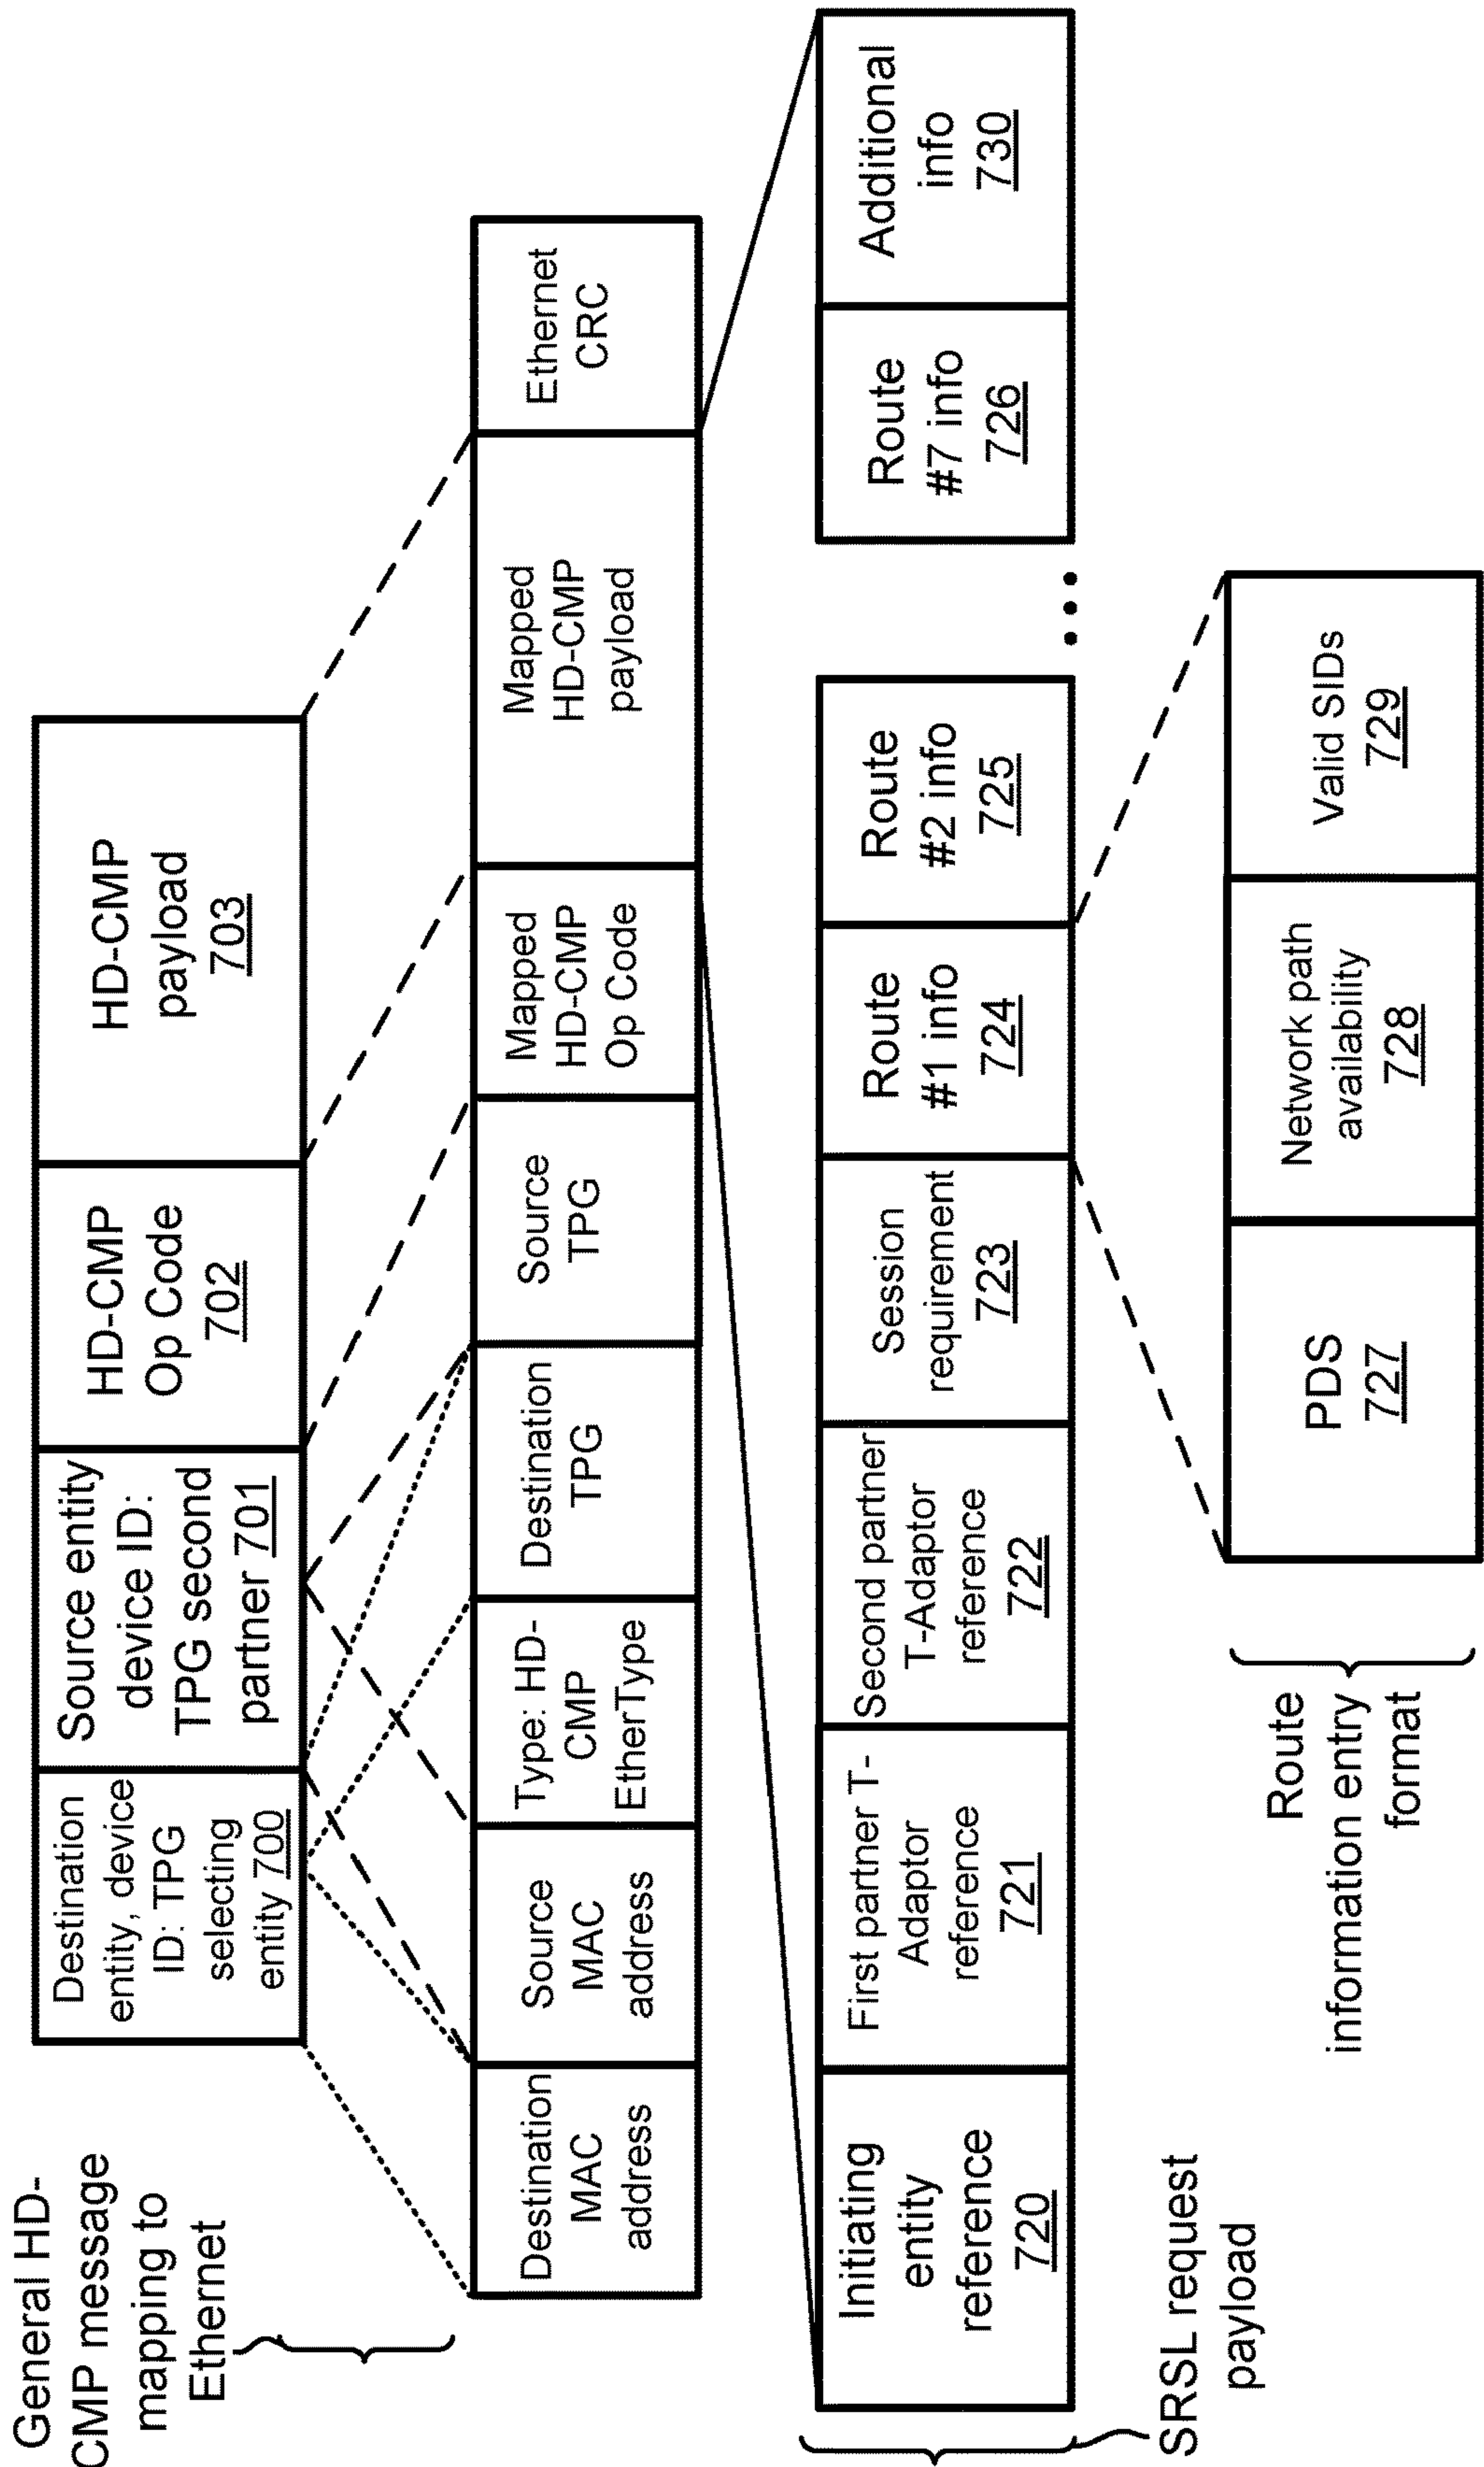 General HD-
CMP message
mapping to
Ethernet
Destination
entity, device
ID: TPG
selecting
entity 700
Source entity
device ID:
TPG second
partner 701
HD-CMP
Op Code
702
HD-CMP
payload
703
Destination
MAC
address
Source
MAC
address
Type: HD-
CMP
EtherType
Destination
TPG
Source
TPG
Mapped
HD-CMP
Op Code
Mapped
HD-CMP
payload
Ethernet
CRC
Initiating
entity
reference
720
First partner T-
Adaptor
reference
721
Second partner
T-Adaptor
reference
722
Session
requirement
723
Route
#1 info
724
Route
#2 info
725
...
Route
#7 info
726
Additional
info
730
SRSL request
payload
Route
information entry
format
PDS
727
Network path
availability
728
Valid SIDs
729